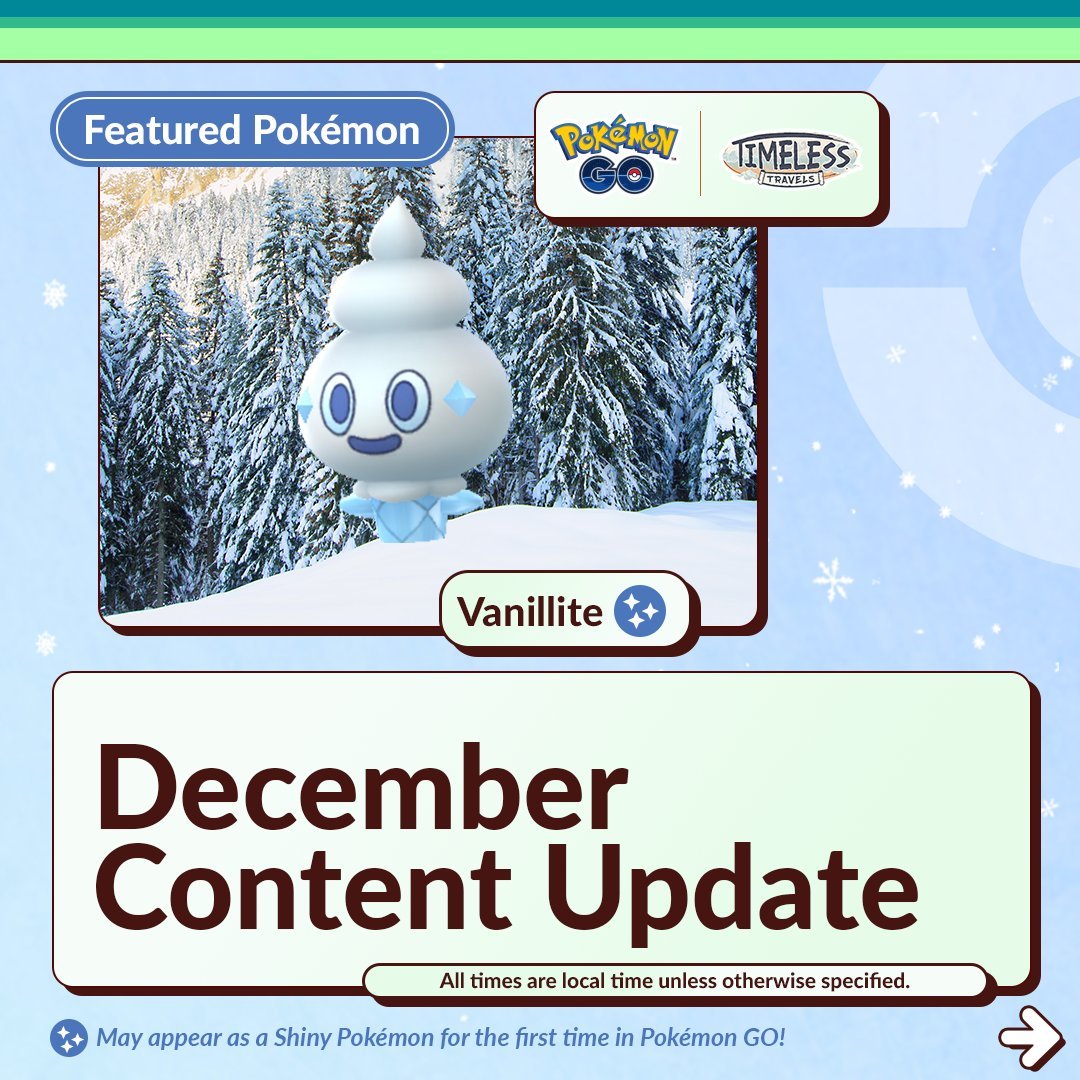 Featured Pokémon
POKÉMON
GO
TIMELESS
TRAVELS
Vanillite
December
Content Update
All times are local time unless otherwise specified.
May appear as a Shiny Pokémon for the first time in Pokémon GO!